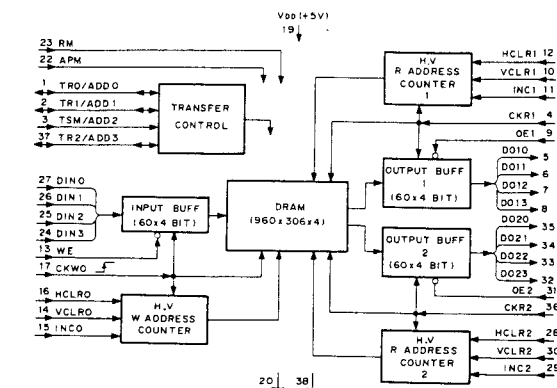 VDD (+5V)
19
23 RM
22 APM
1 TR0/ADD0
2 TR1/ADD1
3 TSM/ADD2
37 TR2/ADD3
TRANSFER
CONTROL
27 DIN0
26 DIN1
25 DIN2
24 DIN3
13 WE
17 CKW0
INPUT BUFF
(60x4 BIT)
16 HCLR0
14 VCLR0
15 INC0
H,V
W ADDRESS
COUNTER
DRAM
(960x306x4)
20 38
H,V
R ADDRESS
COUNTER
1
HCLR1 12
VCLR1 10
INC1 11
CKR1 4
OE1 9
OUTPUT BUFF
1
(60x4 BIT)
DO10 5
DO11 6
DO12 7
DO13 8
OUTPUT BUFF
2
(60x4 BIT)
DO20 35
DO21 34
DO22 33
DO23 32
OE2 31
CKR2 36
H,V
R ADDRESS
COUNTER
2
HCLR2 28
VCLR2 30
INC2 29